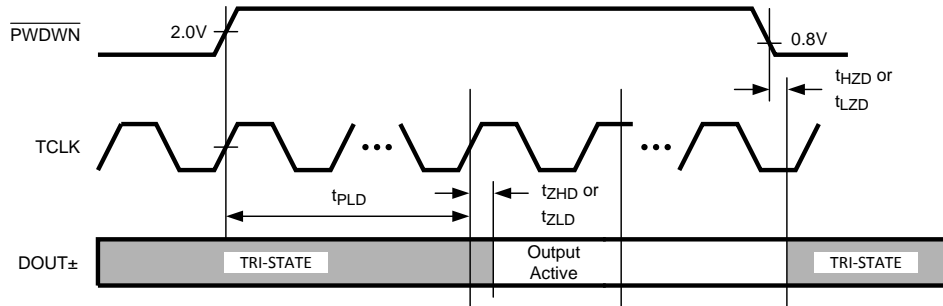 PWDWN
2.0V
0.8V
tHZD or
tLZD
TCLK
tPLD
tZHD or
tZLD
DOUT±
TRI-STATE
Output
Active
TRI-STATE